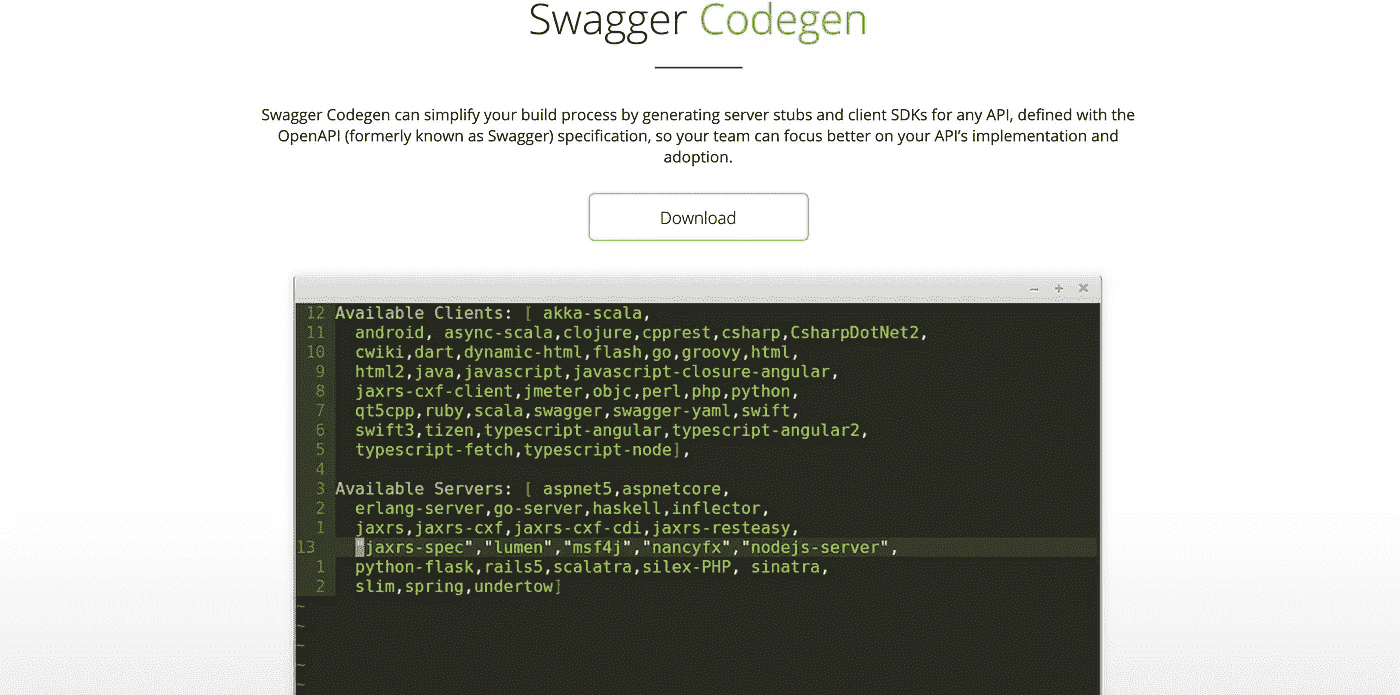 Swagger Codegen
Swagger Codegen can simplify your build process by generating server stubs and client SDKs for any API, defined with the
OpenAPI (formerly known as Swagger) specification, so your team can focus better on your API’s implementation and
adoption.
Download
12 Available Clients: [ akka-scala,
11 android, async-scala,clojure,cpprest,csharp,CsharpDotNet2,
10 cwiki,dart,dynamic-html,flash,go,groovy,html,
9 html2,java,javascript,javascript-closure-angular,
8 jaxrs-cxf-client,jmeter,objc,perl,php,python,
7 qt5cpp,ruby,scala,swagger,swagger-yaml,swift,
6 swift3,tizen,typescript-angular,typescript-angular2,
5 typescript-fetch,typescript-node],
4
3 Available Servers: [ aspnet5,aspnetcore,
2 erlang-server,go-server,haskell,inflector,
1 jaxrs,jaxrs-cxf,jaxrs-cxf-cdi,jaxrs-resteasy,
13 "jaxrs-spec","lumen","msf4j","nancyfx","nodejs-server",
1 python-flask,rails5,scalatra,silex-PHP, sinatra,
2 slim,spring,undertow]
~
~
~
~
~